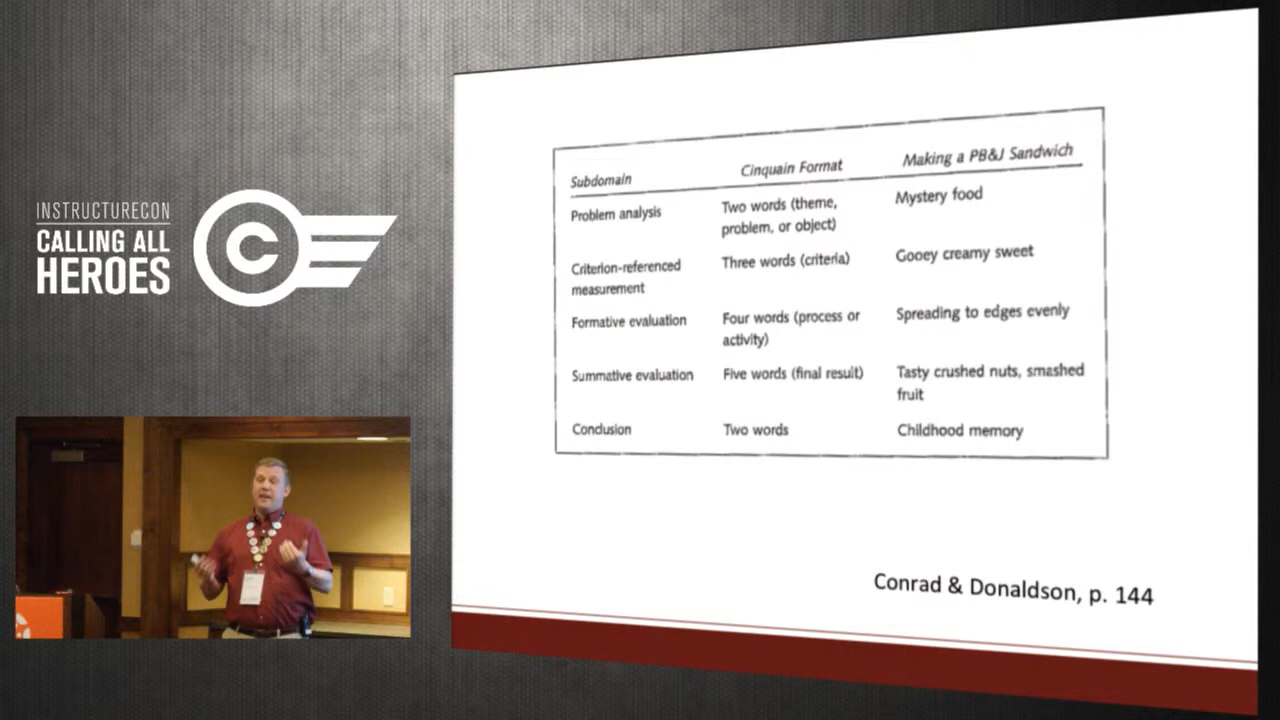 INSTRUCTURECON
CALLING ALL
HEROES
C
Subdomain Cinquain Format Making a PB&J Sandwich
Problem analysis Two words (theme, Mystery food
problem, or object)
Criterion-referenced Three words (criteria) Gooey creamy sweet
measurement
Formative evaluation Four words (process or Spreading to edges evenly
activity)
Summative evaluation Five words (final result) Tasty crushed nuts, smashed
fruit
Conclusion Two words Childhood memory
Conrad & Donaldson, p. 144